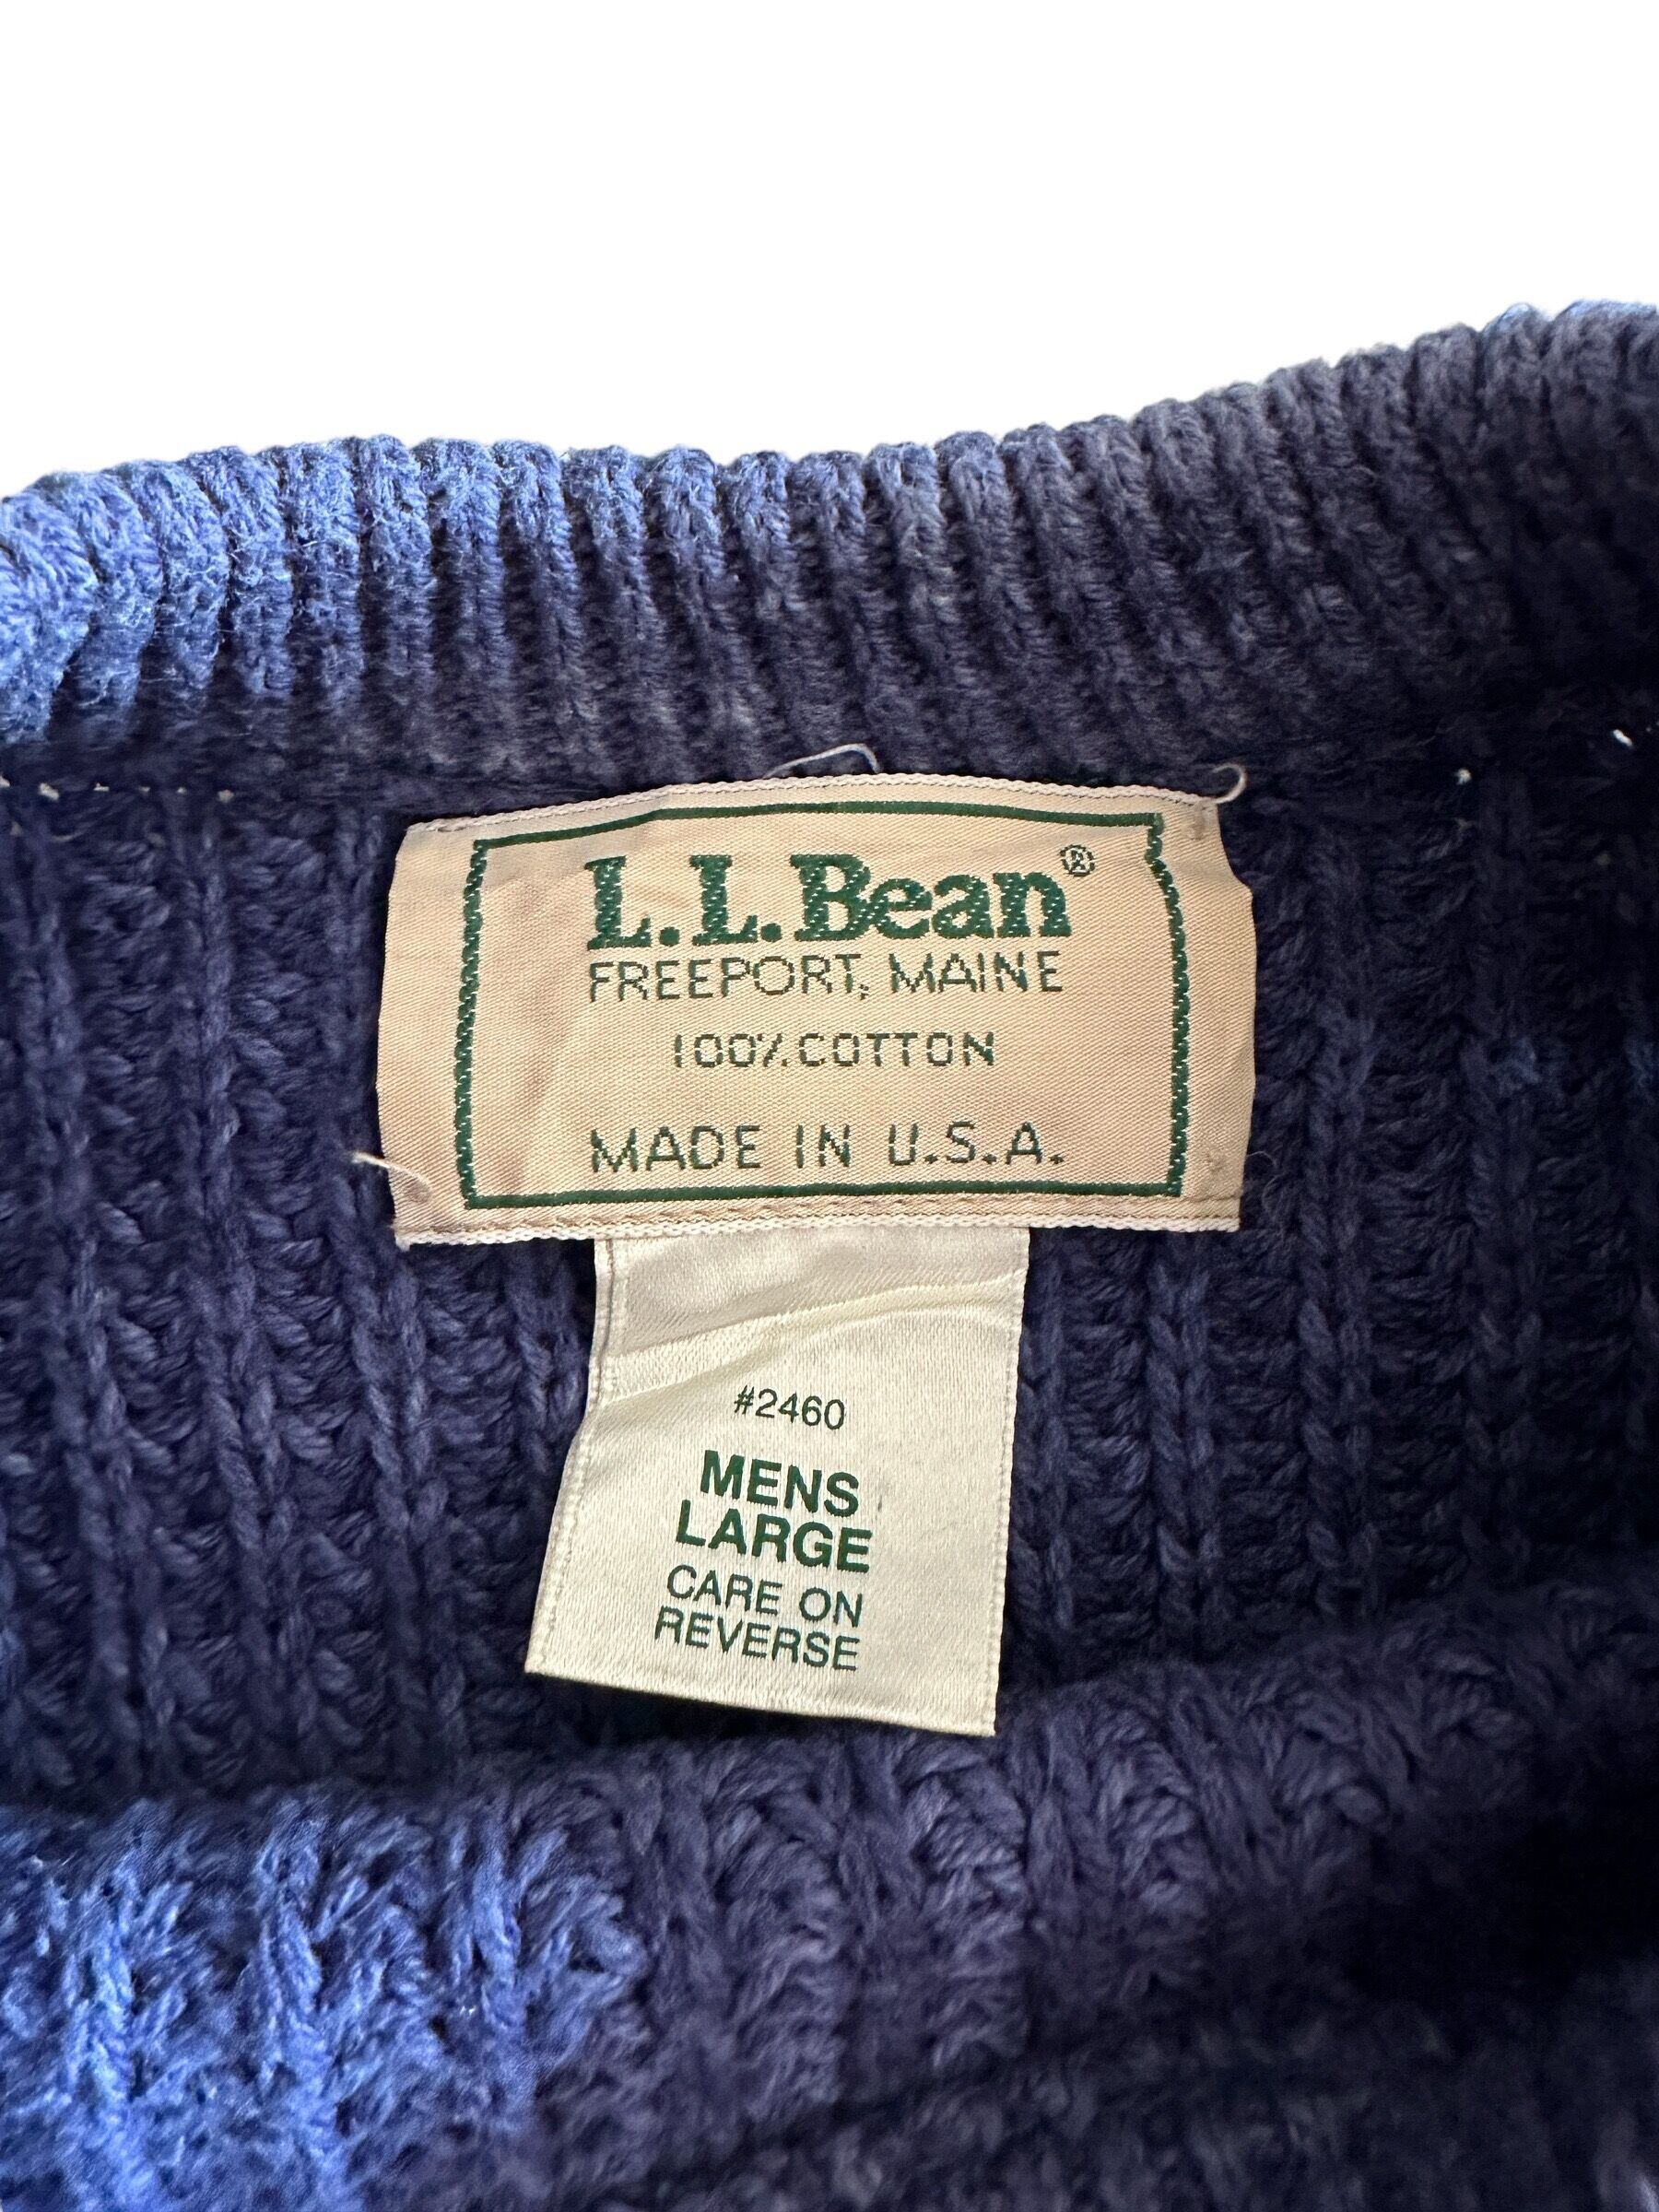 L.L.Bean®
FREEPORT, MAINE
100% COTTON
MADE IN U.S.A.
#2460
MENS
LARGE
CARE ON
REVERSE